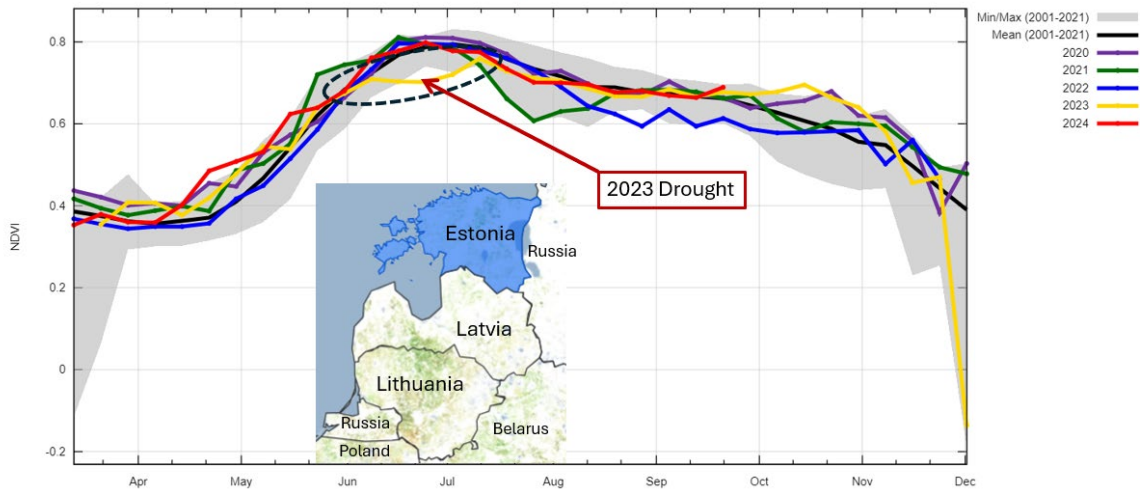 Min/Max (2001-2021)
Mean (2001-2021)
2020
2021
2022
2023
2024
0.8
0.6
0.4
0.2
0
-0.2
NDVI
2023 Drought
Estonia
Russia
Latvia
Lithuania
Russia
Belarus
Poland
Apr May Jun Jul Aug Sep Oct Nov Dec